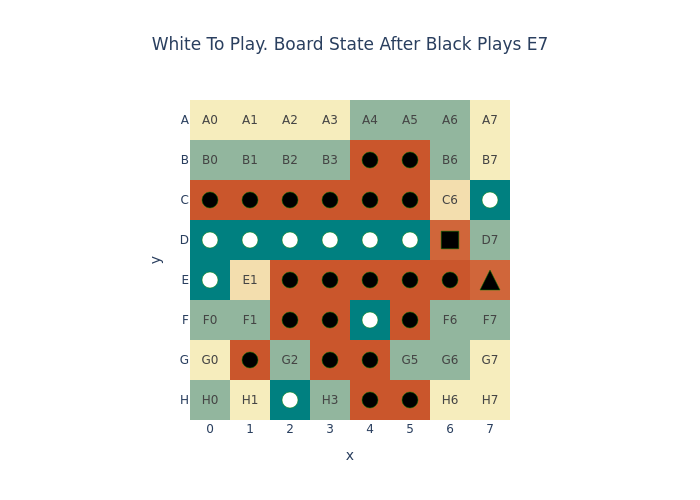 White To Play. Board State After Black Plays E7
A A0 A1 A2 A3 A4 A5 A6 A7
B B0 B1 B2 B3 B6 B7
C C6
D D7
E E1
F F0 F1 F6 F7
G G0 G2 G5 G6 G7
H H0 H1 H3 H6 H7
0 1 2 3 4 5 6 7
x
y